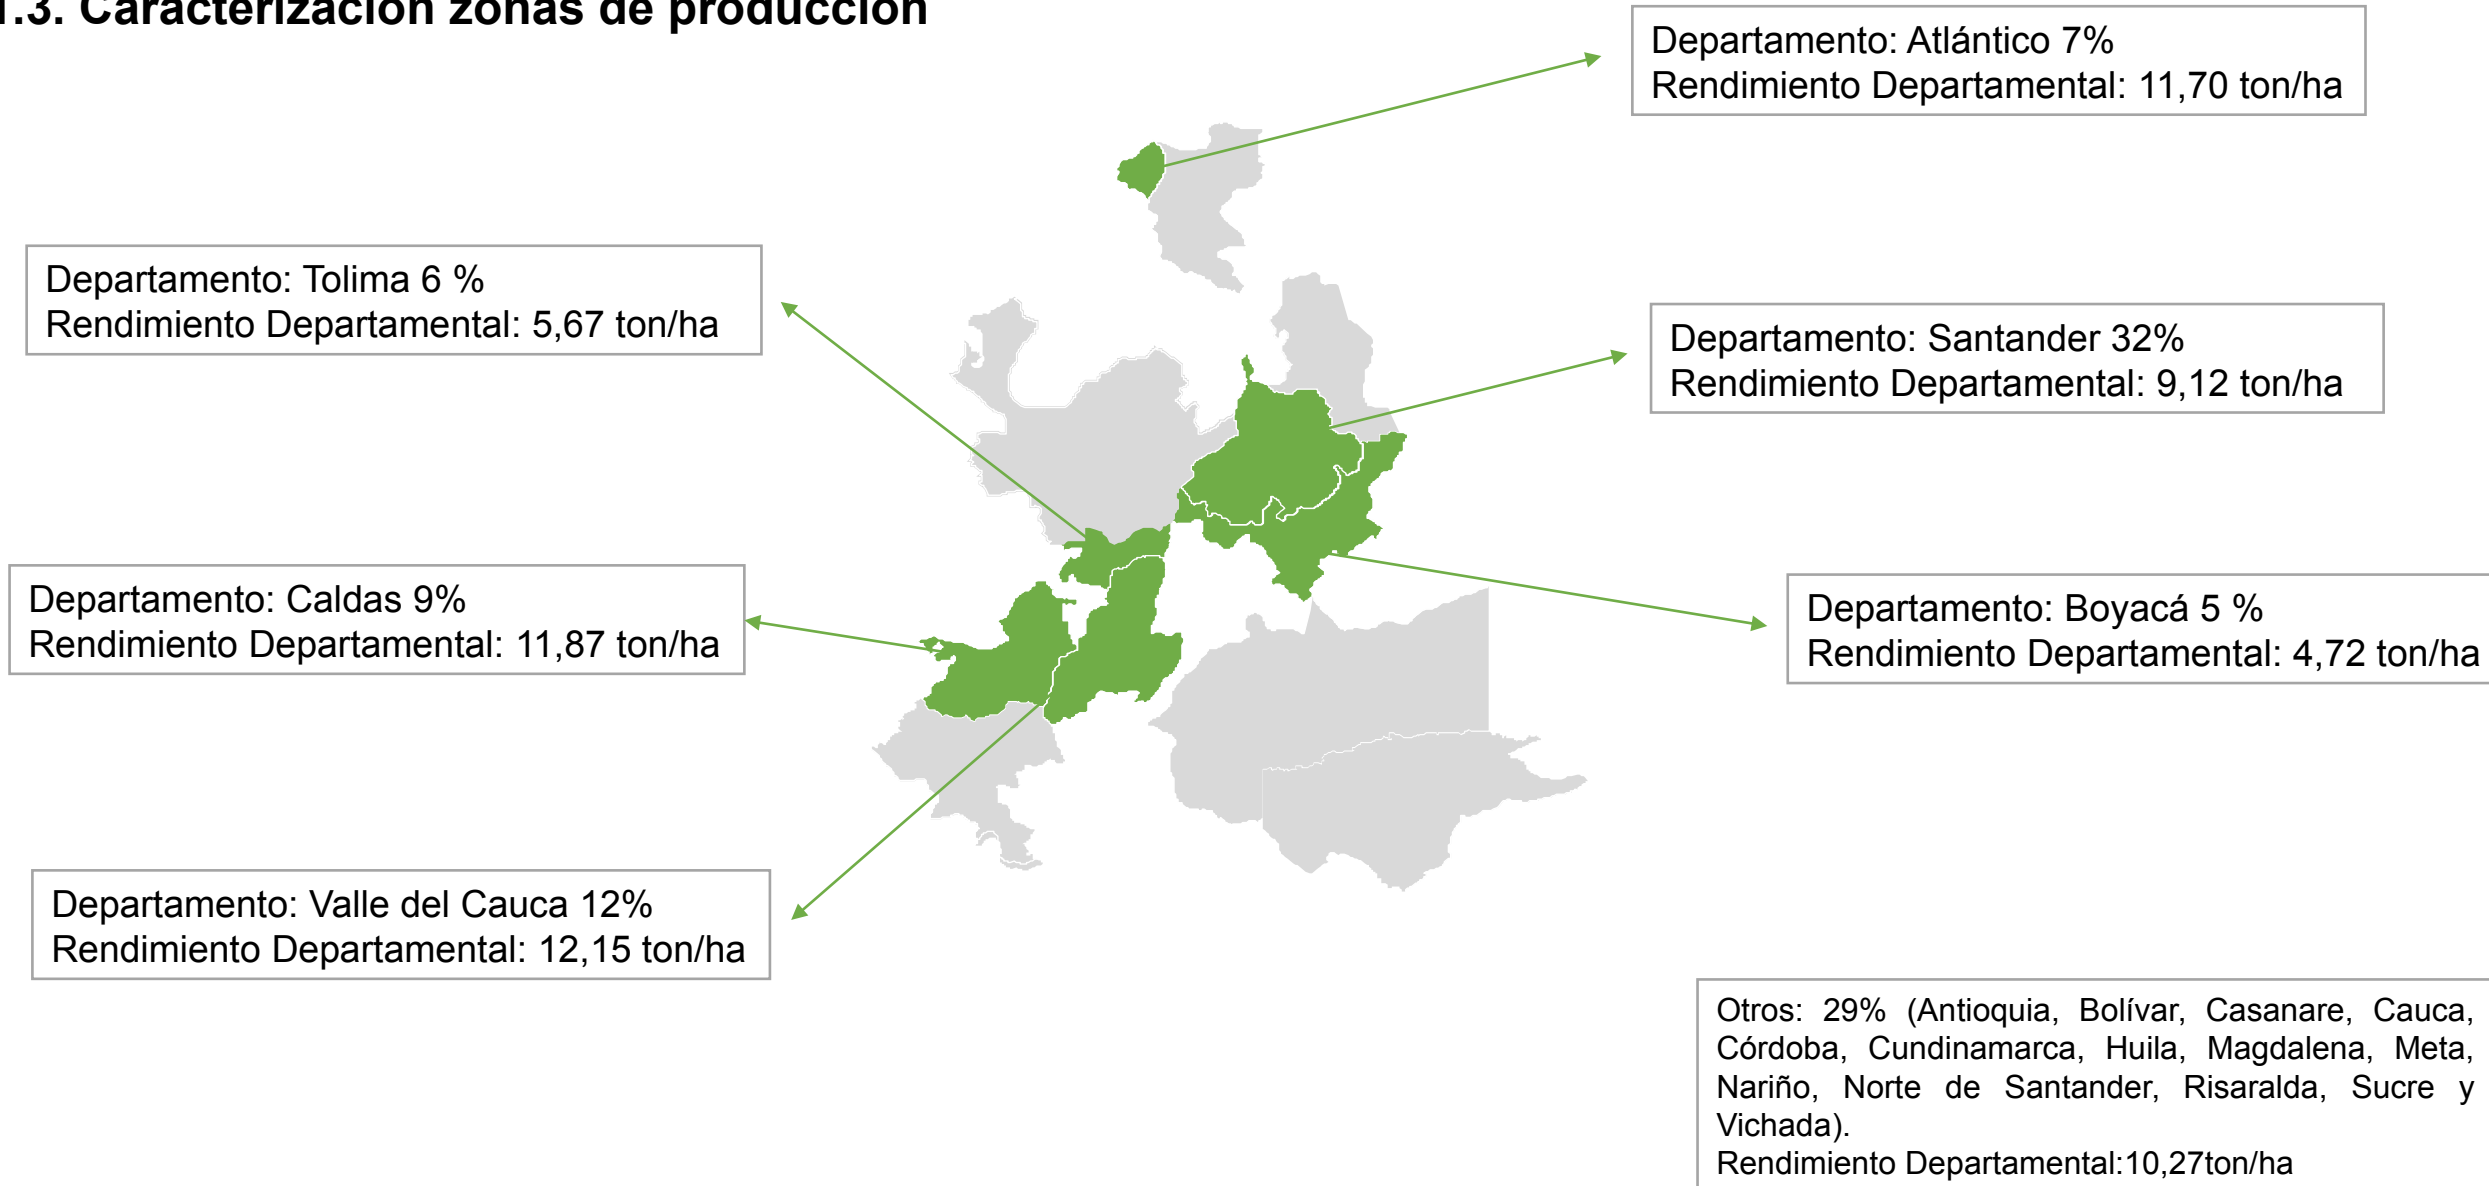 1.3. Caracterización zonas de producción
Departamento: Atlántico 7%
Rendimiento Departamental: 11,70 ton/ha
Departamento: Tolima 6 %
Rendimiento Departamental: 5,67 ton/ha
Departamento: Santander 32%
Rendimiento Departamental: 9,12 ton/ha
Departamento: Caldas 9%
Rendimiento Departamental: 11,87 ton/ha
Departamento: Boyacá 5 %
Rendimiento Departamental: 4,72 ton/ha
Departamento: Valle del Cauca 12%
Rendimiento Departamental: 12,15 ton/ha
Otros: 29% (Antioquia, Bolívar, Casanare, Cauca,
Córdoba, Cundinamarca, Huila, Magdalena, Meta,
Nariño, Norte de Santander, Risaralda, Sucre y
Vichada).
Rendimiento Departamental:10,27ton/ha